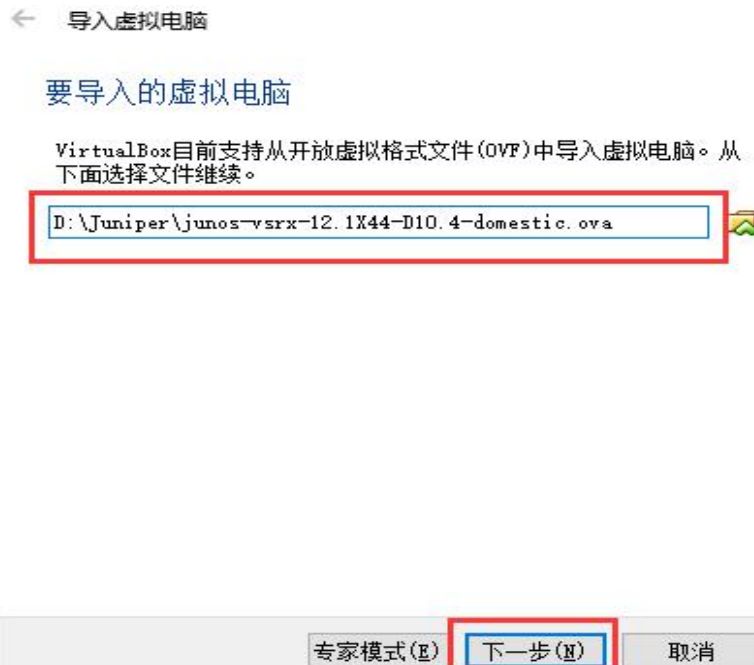 导入虚拟电脑
要导入的虚拟电脑
VirtualBox目前支持从开放虚拟格式文件(OVF)中导入虚拟电脑。从
下面选择文件继续。
D:\Juniper\junos-vsrx-12.1X44-D10.4-domestic.ova
专家模式(E) 下一步(N) 取消